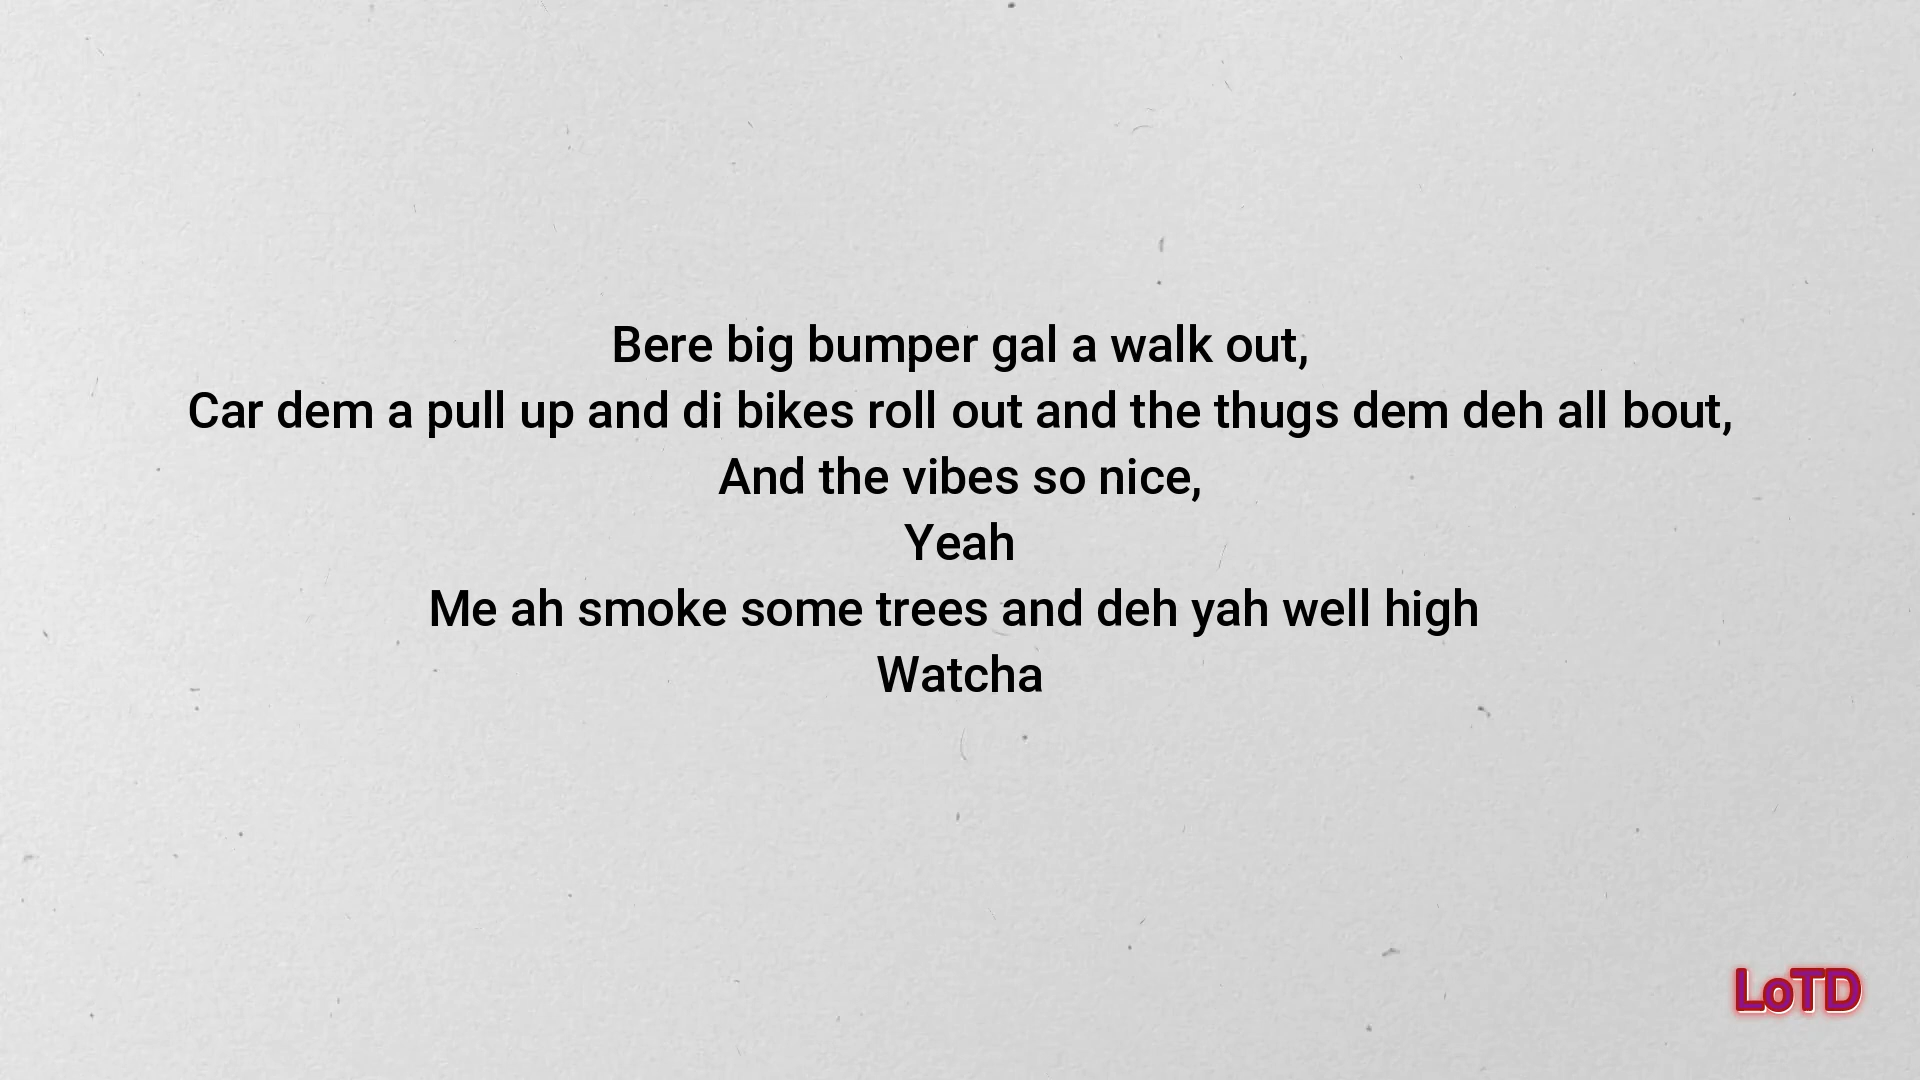 Bere big bumper gal a walk out,
Car dem a pull up and di bikes roll out and the thugs dem deh all bout,
And the vibes so nice,
Yeah
Me ah smoke some trees and deh yah well high
Watcha
LoTD